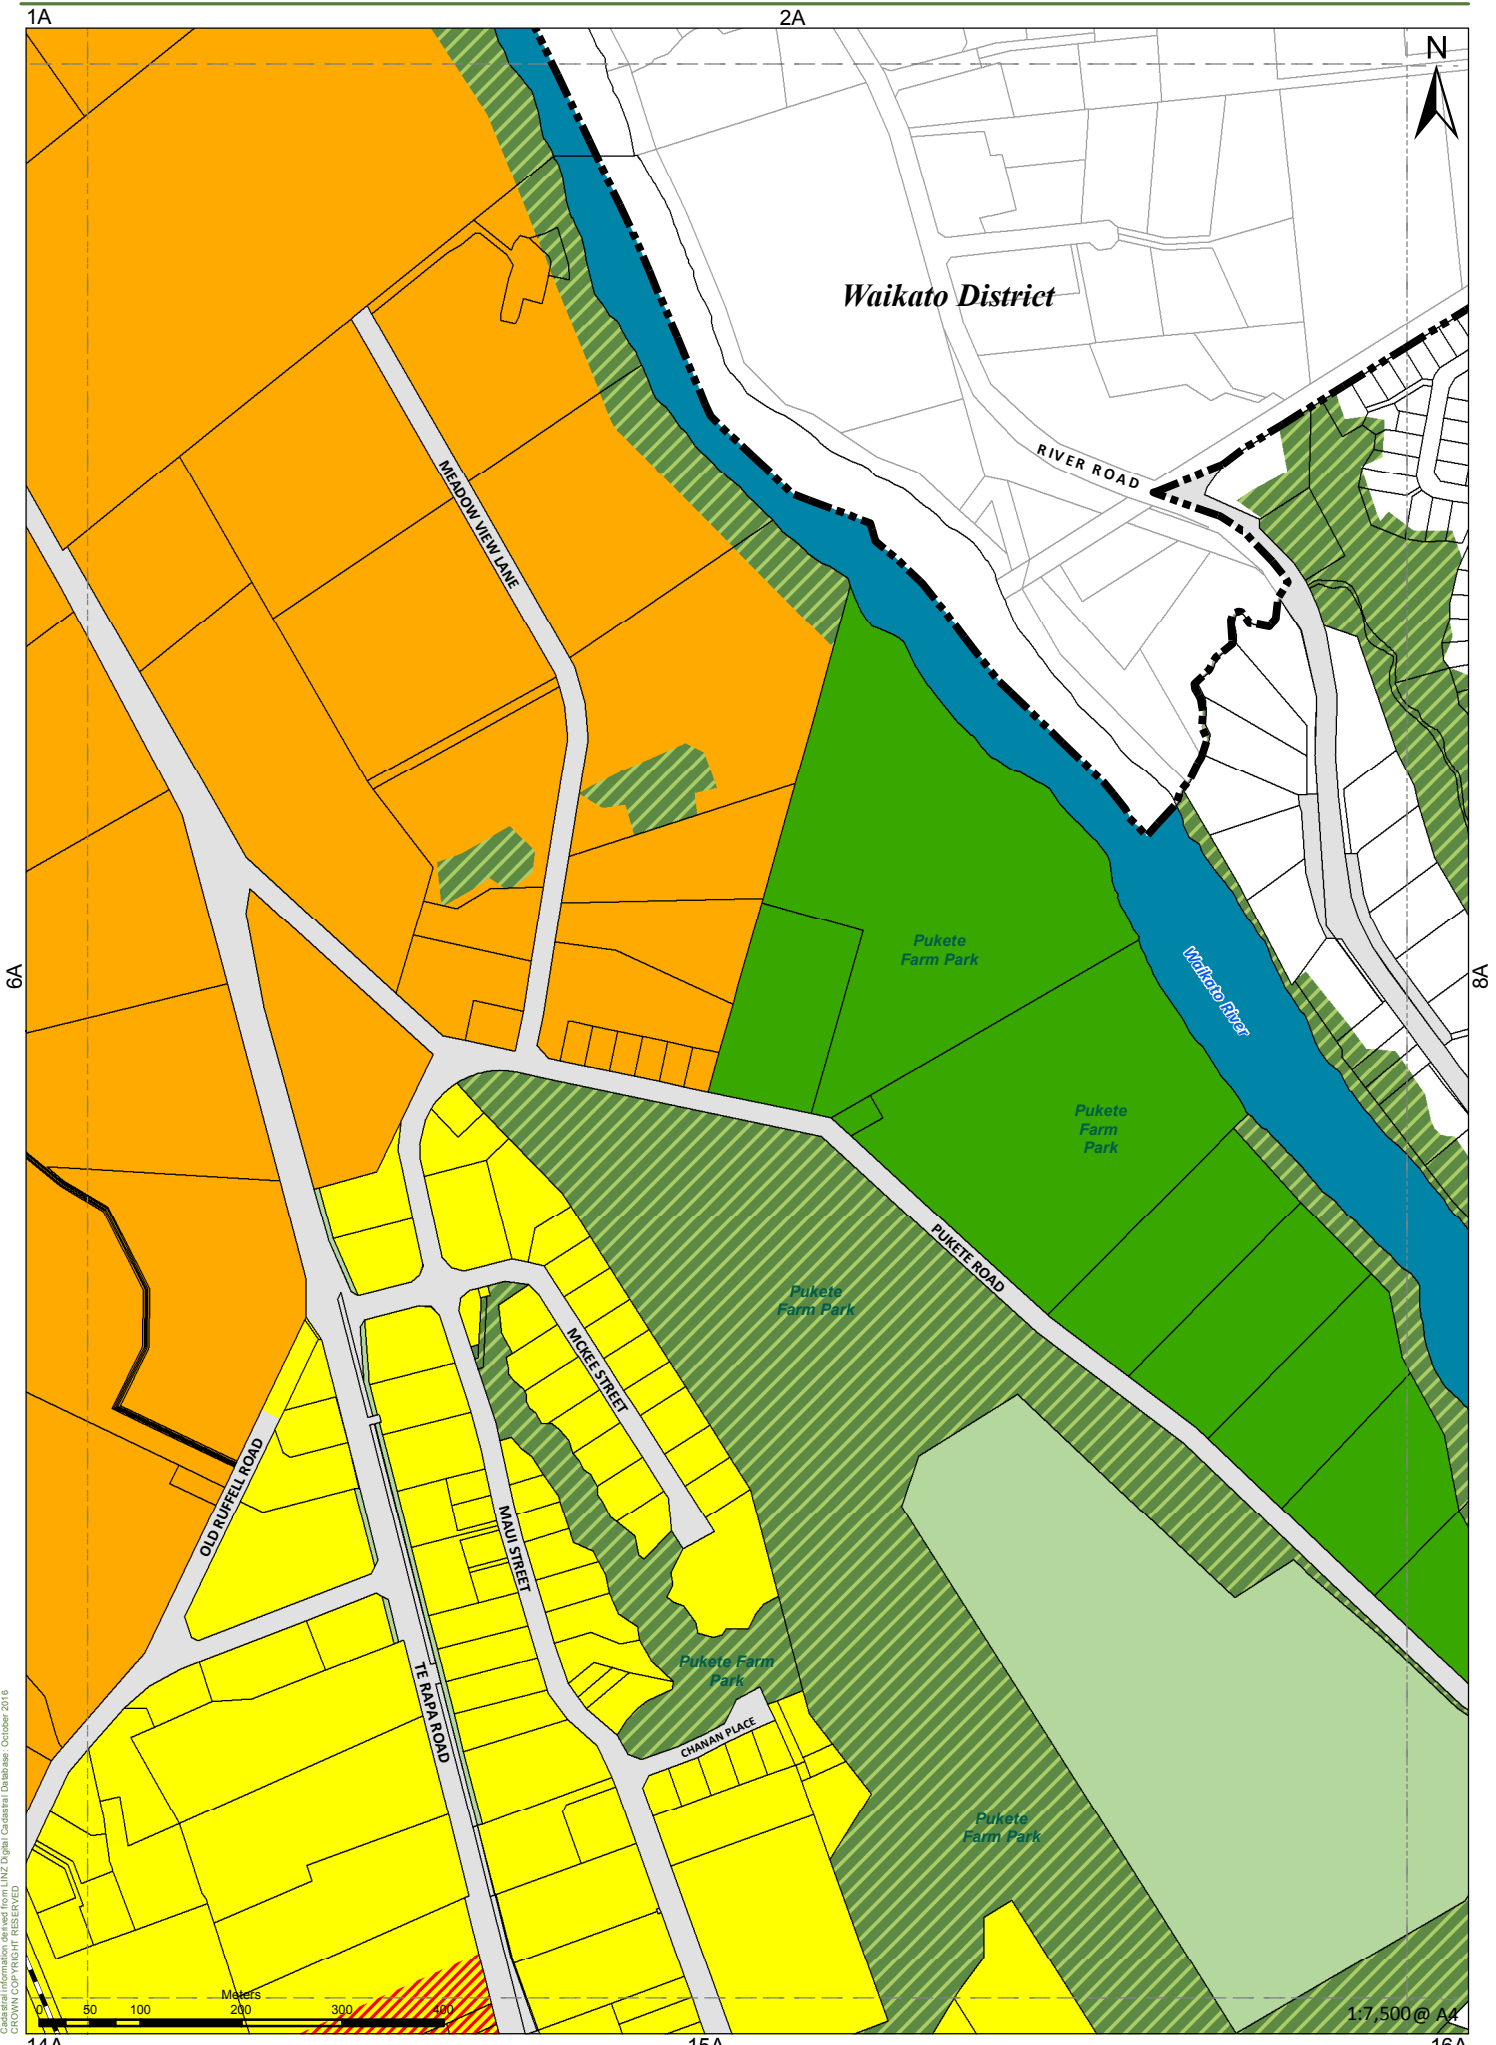 1A
2A
N
Waikato District
RIVER ROAD
MEADOW VIEW LANE
6A
8A
Pukete
Farm Park
Waikato River
Pukete
Farm
Park
PUKETE ROAD
Pukete
Farm Park
MCKEE STREET
OLD RUFFELL ROAD
MAUI STREET
Pukete Farm
Park
TE RAPA ROAD
CHANAN PLACE
Pukete
Farm Park
Cadastral information derived from LINZ Digital Cadastral Database: October 2016
CROWN COPYRIGHT RESERVED
Meters
0 50 100 200 300 400
1:7,500 @ A4
14A
15A
16A